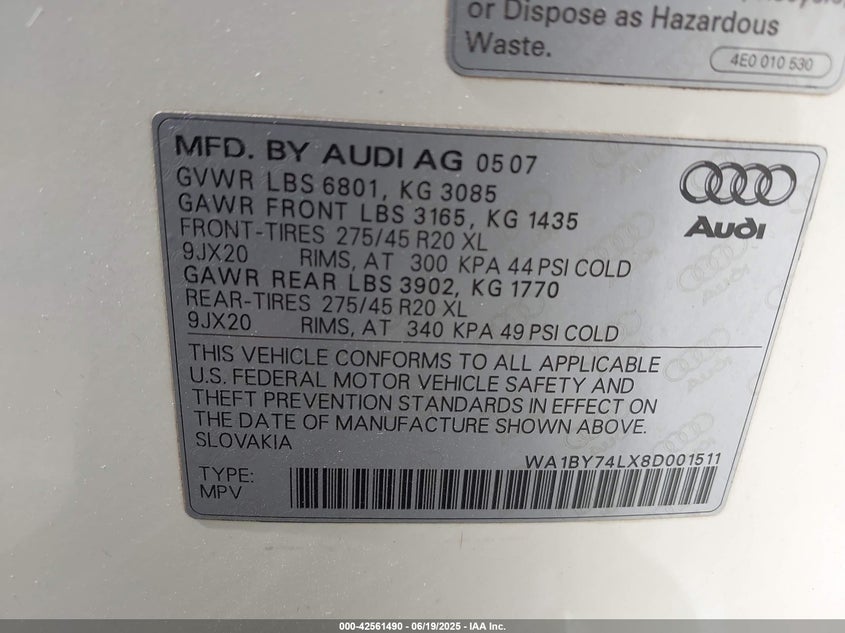 or Dispose as Hazardous
Waste.
4E0 010 530
MFD. BY AUDI AG 05 07
GVWR LBS 6801, KG 3085
GAWR FRONT LBS 3165, KG 1435
FRONT-TIRES 275/45 R20 XL
9JX20 RIMS, AT 300 KPA 44 PSI COLD
GAWR REAR LBS 3902, KG 1770
REAR-TIRES 275/45 R20 XL
9JX20 RIMS, AT 340 KPA 49 PSI COLD
Audi
THIS VEHICLE CONFORMS TO ALL APPLICABLE
U.S. FEDERAL MOTOR VEHICLE SAFETY AND
THEFT PREVENTION STANDARDS IN EFFECT ON
THE DATE OF MANUFACTURE SHOWN ABOVE.
SLOVAKIA
WA1BY74LX8D001511
TYPE:
MPV
000-42561490 - 06/19/2025 - IAA Inc.